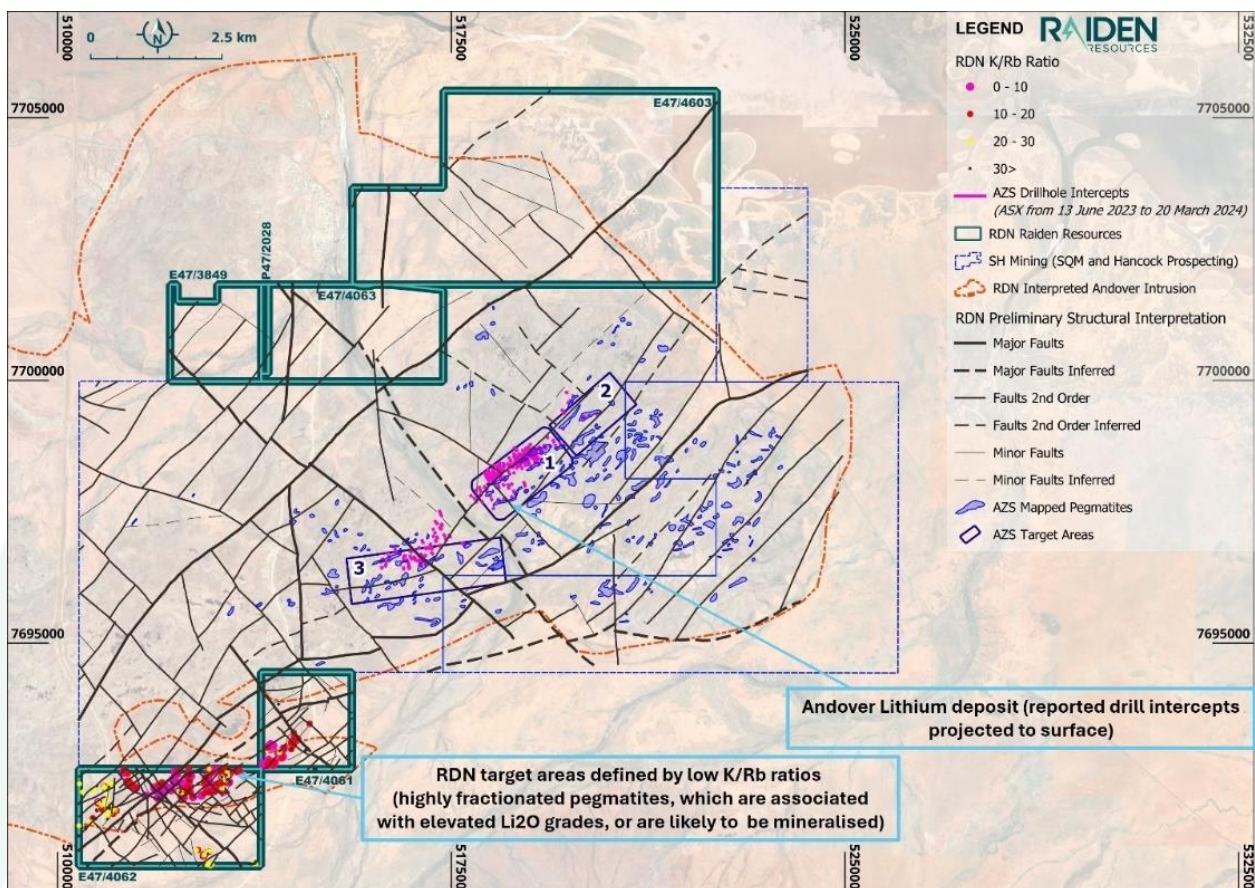 510000
517500
525000
532500
0
2.5 km
N
7705000
7705000
7700000
7700000
7695000
7695000
510000
517500
525000
532500
E47/4603
E47/3849
P47/2028
E47/4063
E47/4061
E47/4062
1
2
3
Andover Lithium deposit (reported drill intercepts
projected to surface)
RDN target areas defined by low K/Rb ratios
(highly fractionated pegmatites, which are associated
with elevated Li2O grades, or are likely to be mineralised)
LEGEND
RAIDEN
RESOURCES
RDN K/Rb Ratio
0 - 10
10 - 20
20 - 30
30>
AZS Drillhole Intercepts
(ASX from 13 June 2023 to 20 March 2024)
RDN Raiden Resources
SH Mining (SQM and Hancock Prospecting)
RDN Interpreted Andover Intrusion
RDN Preliminary Structural Interpretation
Major Faults
Major Faults Inferred
Faults 2nd Order
Faults 2nd Order Inferred
Minor Faults
Minor Faults Inferred
AZS Mapped Pegmatites
AZS Target Areas